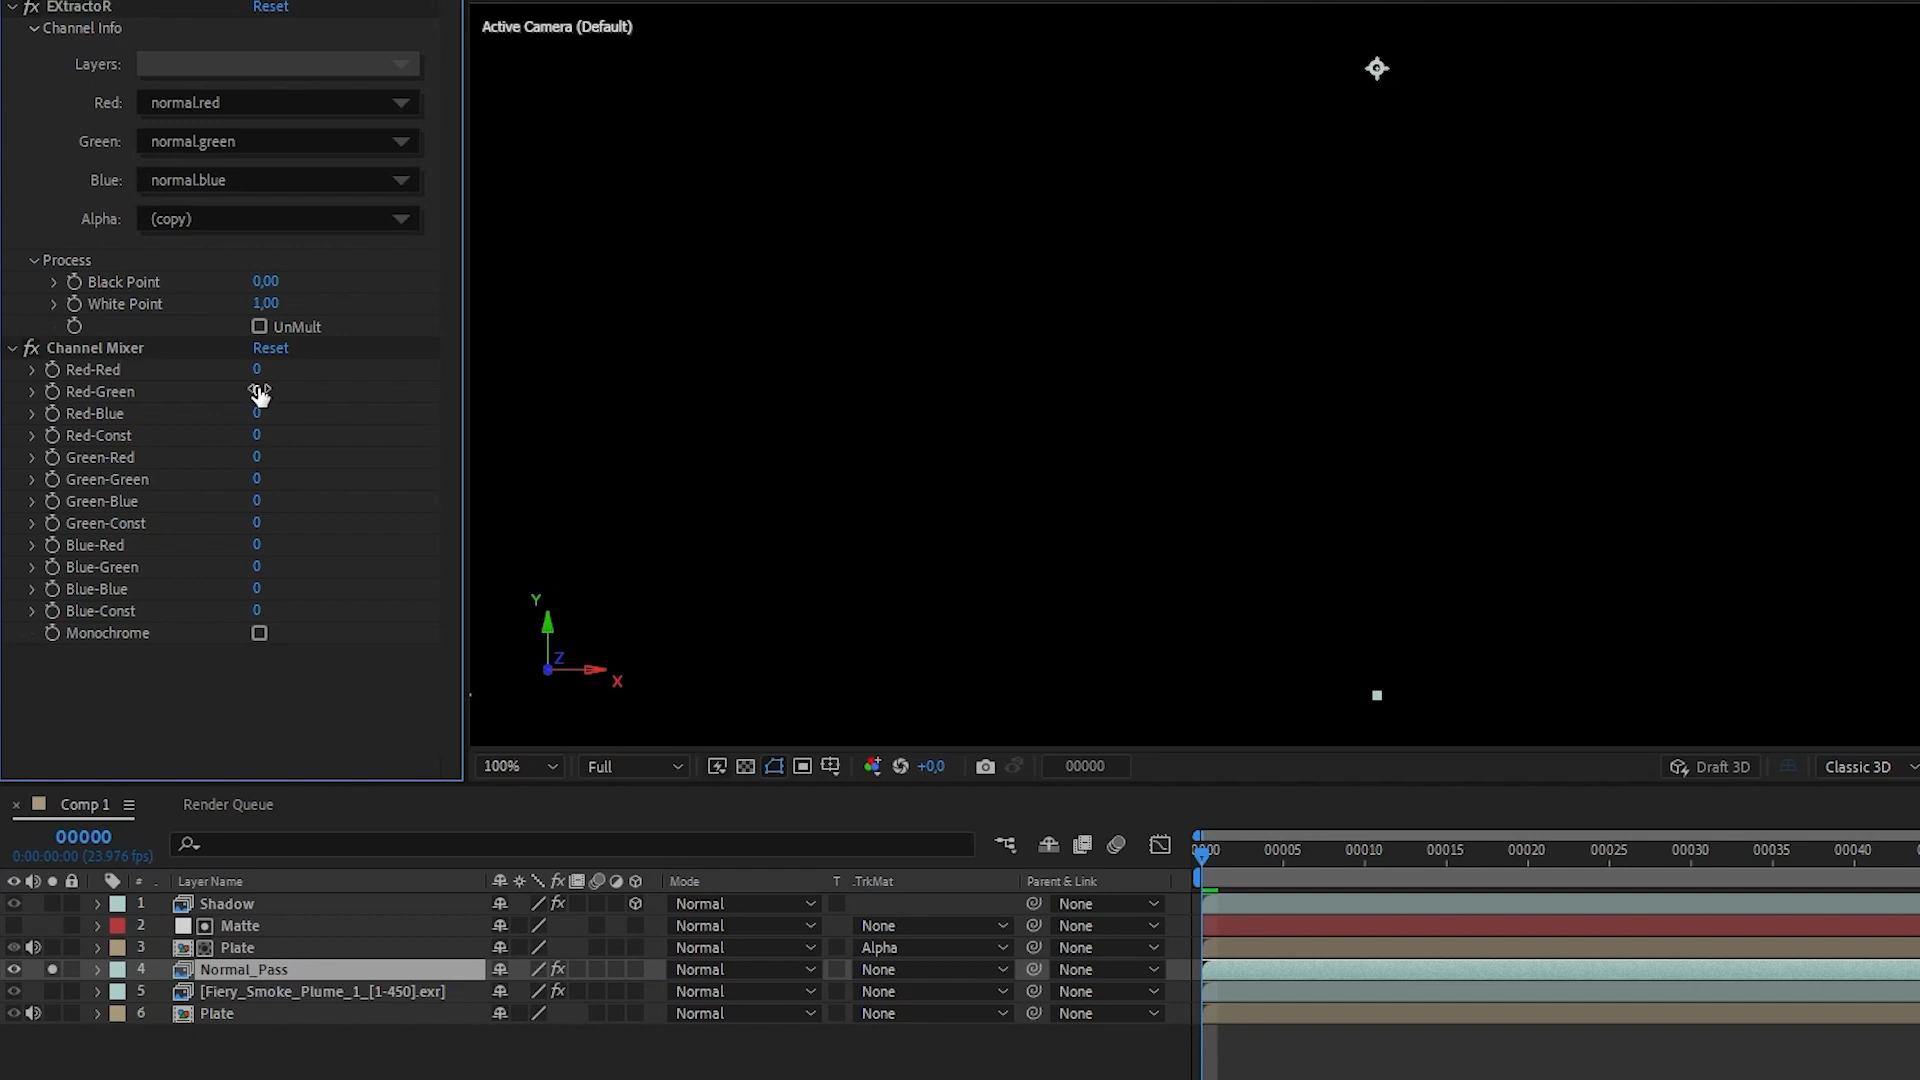 EXtractoR Reset
Channel Info
Layers:
Red: normal.red
Green: normal.green
Blue: normal.blue
Alpha: (copy)
Process
Black Point 0,00
White Point 1,00
UnMult
Channel Mixer Reset
Red-Red 0
Red-Green
Red-Blue 0
Red-Const 0
Green-Red 0
Green-Green 0
Green-Blue 0
Green-Const 0
Blue-Red 0
Blue-Green 0
Blue-Blue 0
Blue-Const 0
Monochrome
Active Camera (Default)
Y
Z
X
100% Full +0,0 00000 Draft 3D Classic 3D
Comp 1 Render Queue
00000
0:00:00:00 (23.976 fps)
00005 00010 00015 00020 00025 00030 00035 00040
# Layer Name fx Mode T .TrkMat Parent & Link
1 Shadow fx Normal None
2 Matte Normal None None
3 Plate Normal Alpha None
4 Normal_Pass fx Normal None None
5 [Fiery_Smoke_Plume_1_[1-450].exr] fx Normal None None
6 Plate Normal None None